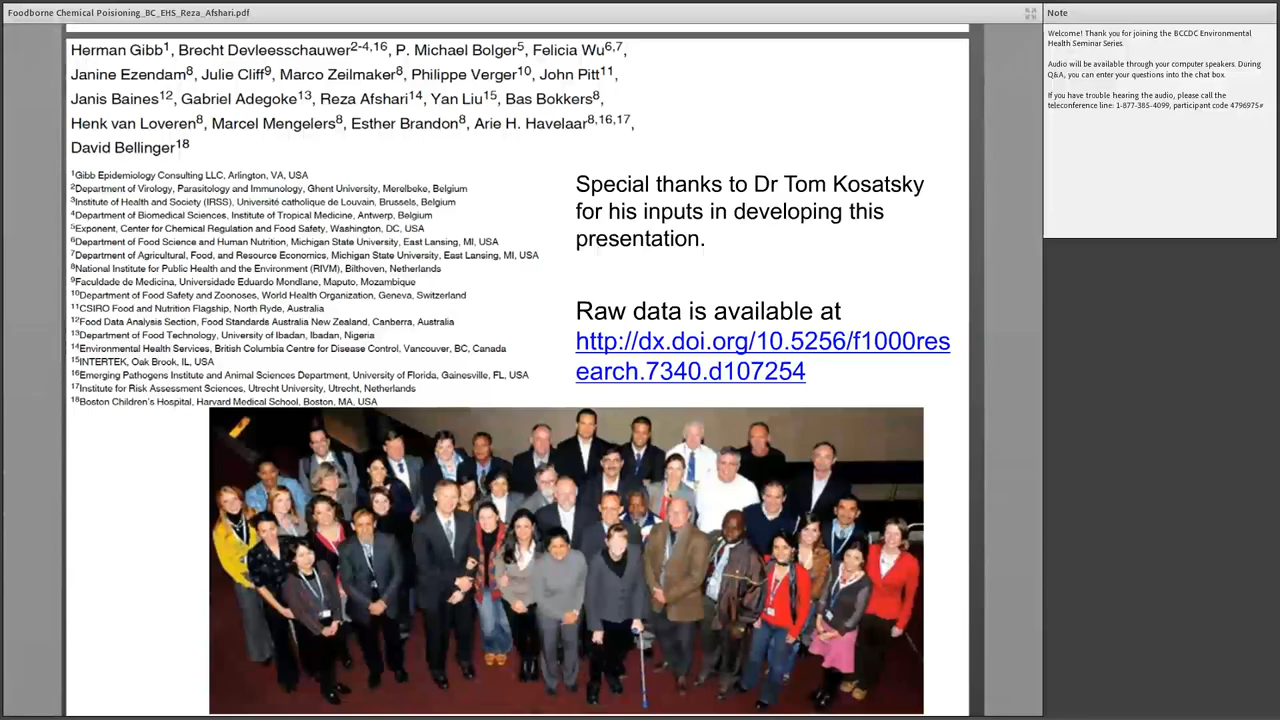 Foodborne Chemical Poisioning_BC_EHS_Reza_Afshari.pdf
Herman Gibb1, Brecht Devleesschauwer2-4,16, P. Michael Bolger5, Felicia Wu6,7,
Janine Ezendam8, Julie Cliff9, Marco Zeilmaker8, Philippe Verger10, John Pitt11,
Janis Baines12, Gabriel Adegoke13, Reza Afshari14, Yan Liu15, Bas Bokkers8,
Henk van Loveren8, Marcel Mengelers8, Esther Brandon8, Arie H. Havelaar8,16,17,
David Bellinger18
1Gibb Epidemiology Consulting LLC, Arlington, VA, USA
2Department of Virology, Parasitology and Immunology, Ghent University, Merelbeke, Belgium
3Institute of Health and Society (IRSS), Université catholique de Louvain, Brussels, Belgium
4Department of Biomedical Sciences, Institute of Tropical Medicine, Antwerp, Belgium
5Exponent, Center for Chemical Regulation and Food Safety, Washington, DC, USA
6Department of Food Science and Human Nutrition, Michigan State University, East Lansing, MI, USA
7Department of Agricultural, Food, and Resource Economics, Michigan State University, East Lansing, MI, USA
8National Institute for Public Health and the Environment (RIVM), Bilthoven, Netherlands
9Faculdade de Medicina, Universidade Eduardo Mondlane, Maputo, Mozambique
10Department of Food Safety and Zoonoses, World Health Organization, Geneva, Switzerland
11CSIRO Food and Nutrition Flagship, North Ryde, Australia
12Food Data Analysis Section, Food Standards Australia New Zealand, Canberra, Australia
13Department of Food Technology, University of Ibadan, Ibadan, Nigeria
14Environmental Health Services, British Columbia Centre for Disease Control, Vancouver, BC, Canada
15INTERTEK, Oak Brook, IL, USA
16Emerging Pathogens Institute and Animal Sciences Department, University of Florida, Gainesville, FL, USA
17Institute for Risk Assessment Sciences, Utrecht University, Utrecht, Netherlands
18Boston Children's Hospital, Harvard Medical School, Boston, MA, USA
Special thanks to Dr Tom Kosatsky
for his inputs in developing this
presentation.
Raw data is available at
http://dx.doi.org/10.5256/f1000res
earch.7340.d107254
Note
Welcome! Thank you for joining the BCCDC Environmental
Health Seminar Series.
Audio will be available through your computer speakers. During
Q&A, you can enter your questions into the chat box.
If you have trouble hearing the audio, please call the
teleconference line: 1-877-385-4099, participant code 4796975#